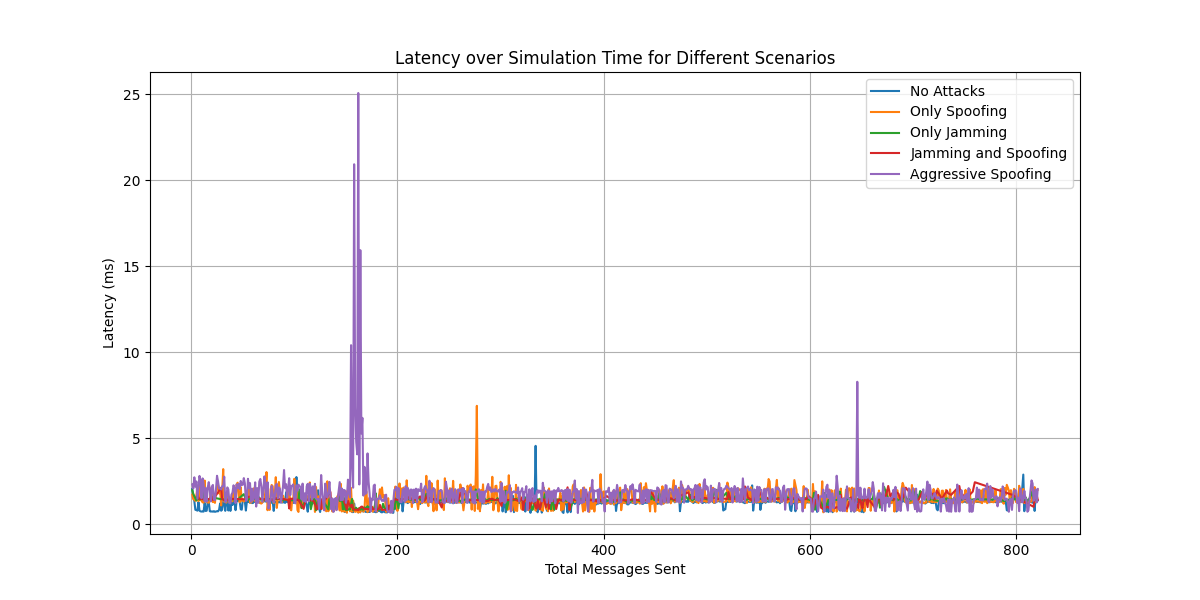 Latency over Simulation Time for Different Scenarios
25
20
15
10
5
0
Latency (ms)
0 200 400 600 800
Total Messages Sent
No Attacks
Only Spoofing
Only Jamming
Jamming and Spoofing
Aggressive Spoofing